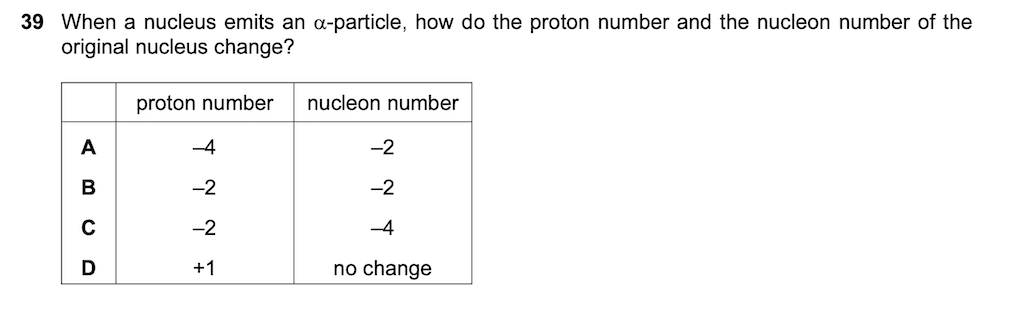 39 When a nucleus emits an α-particle, how do the proton number and the nucleon number of the
original nucleus change?
proton number nucleon number
A –4 –2
B –2 –2
C –2 –4
D +1 no change